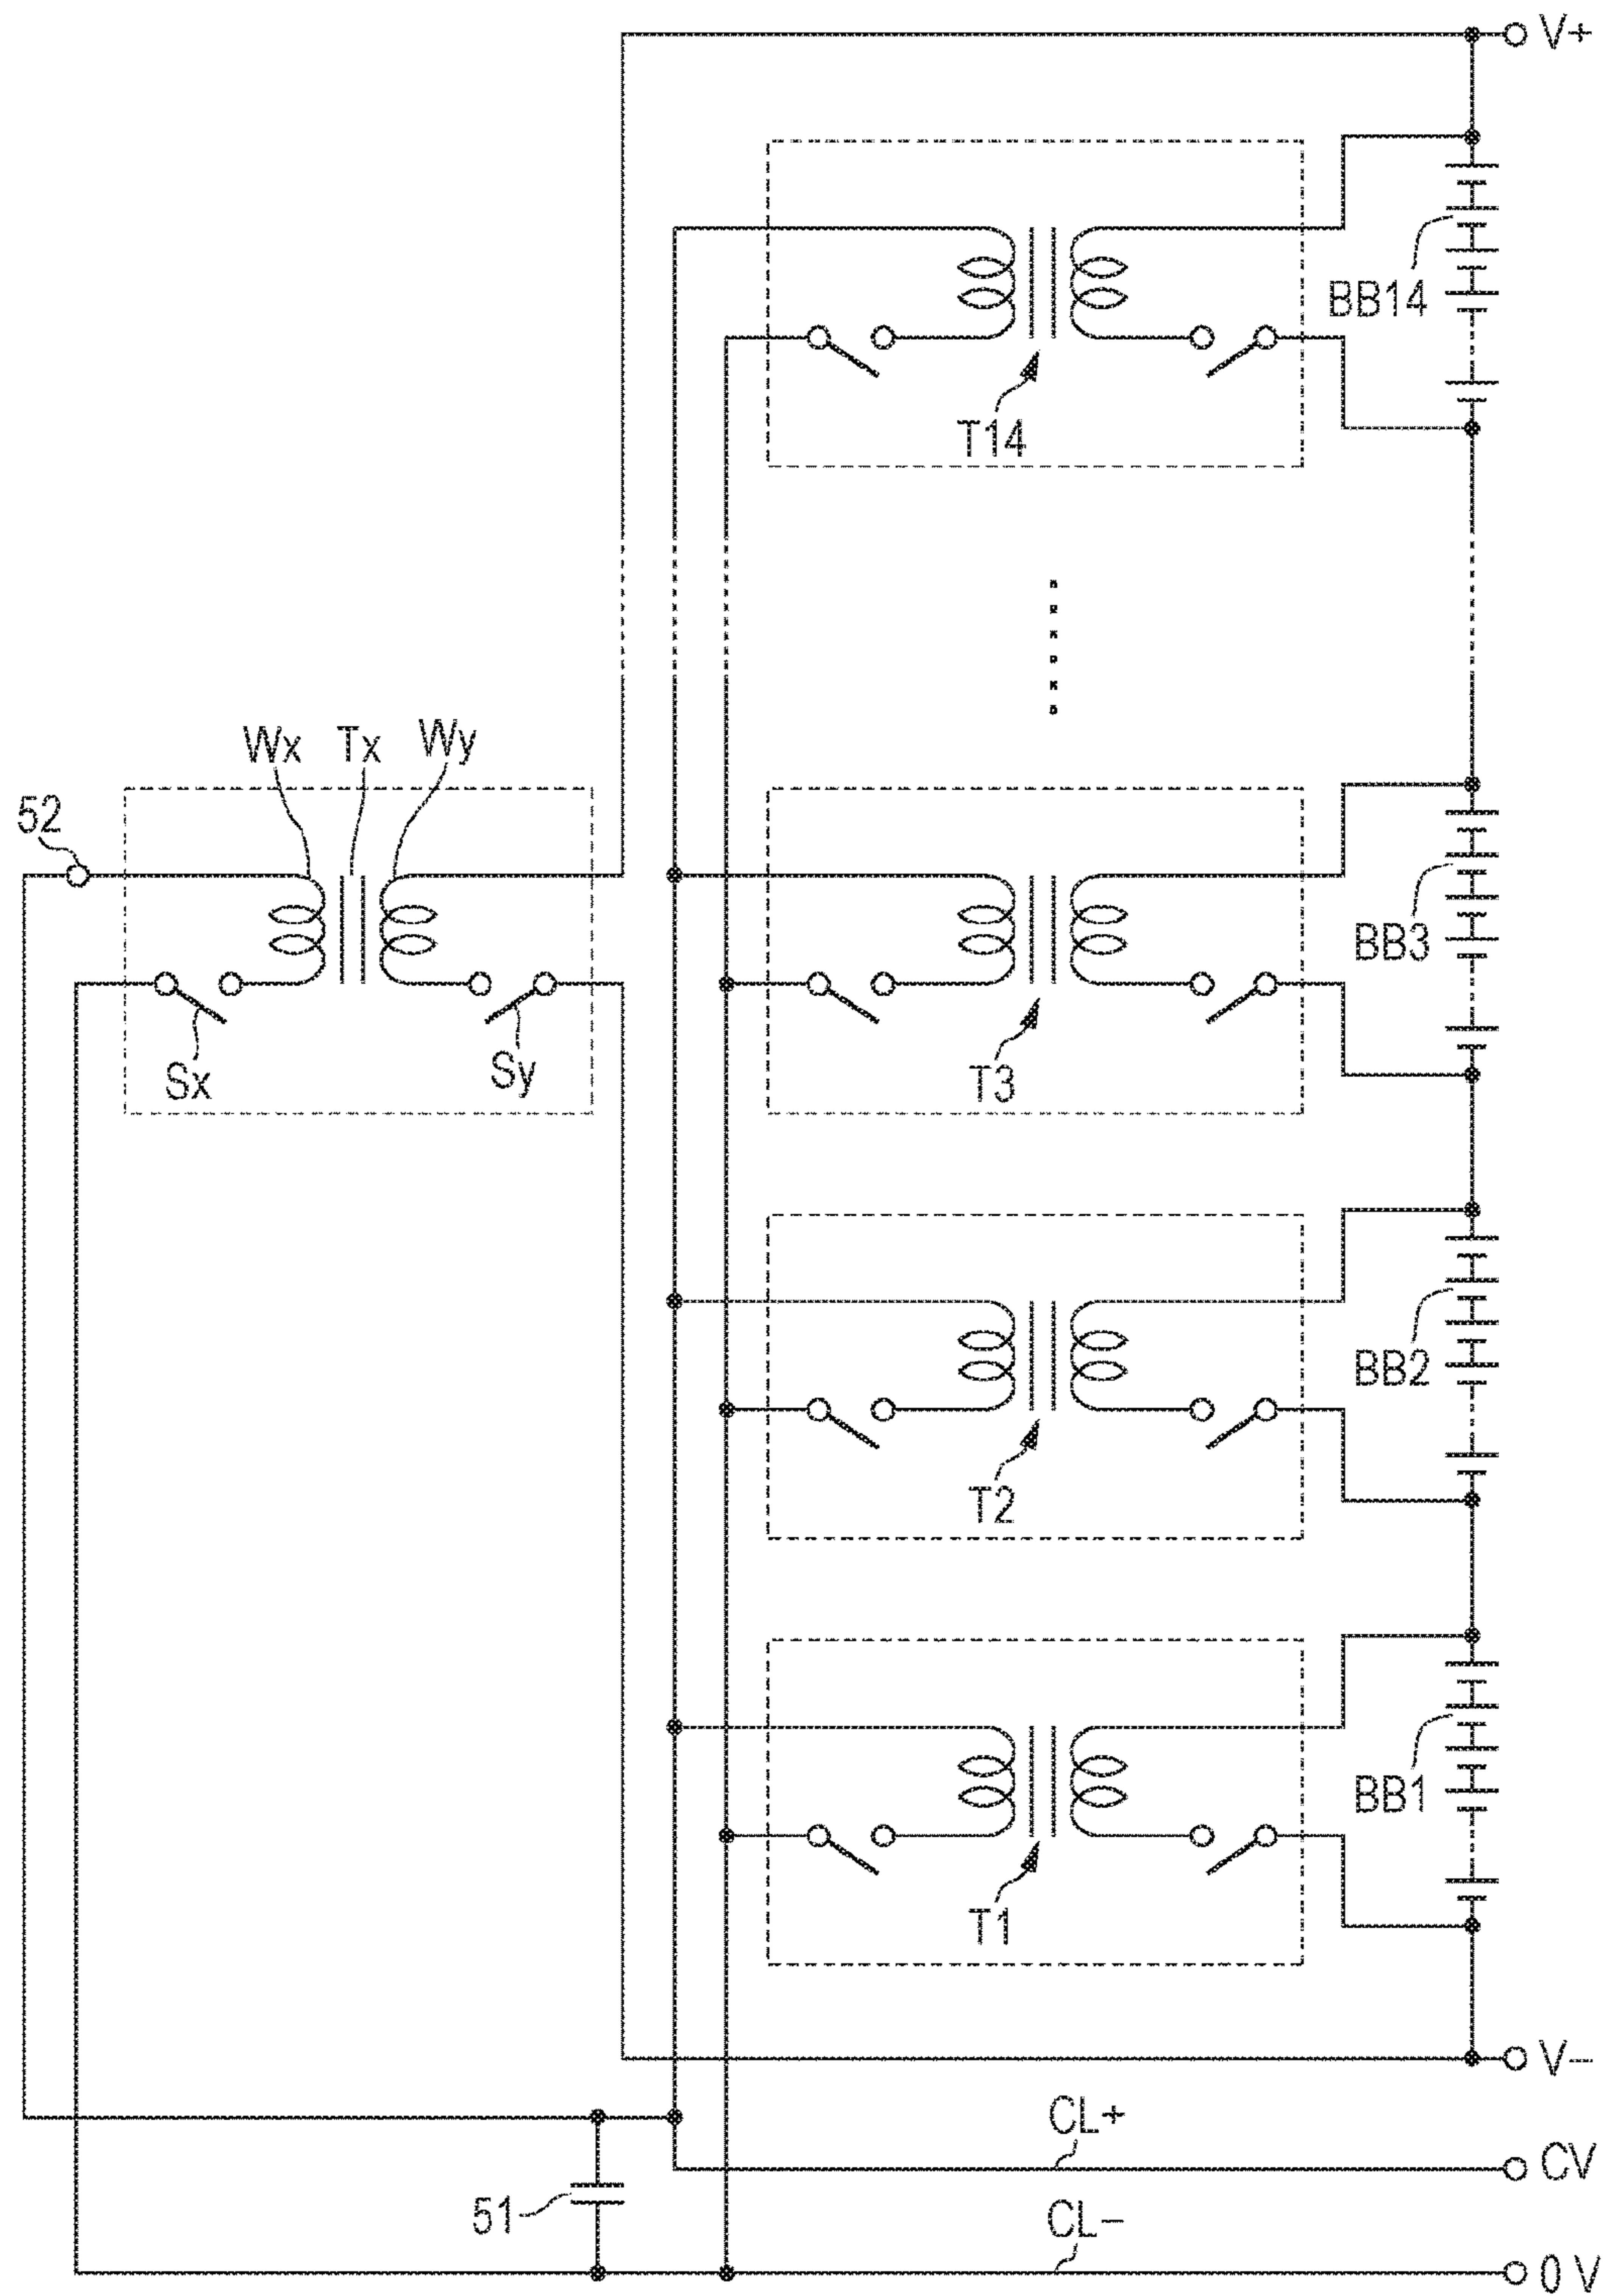 V+
BB14
T14
Wx Tx Wy
52
BB3
Sx Sy
T3
BB2
T2
BB1
T1
V−
CL+
CV
51
CL−
0 V